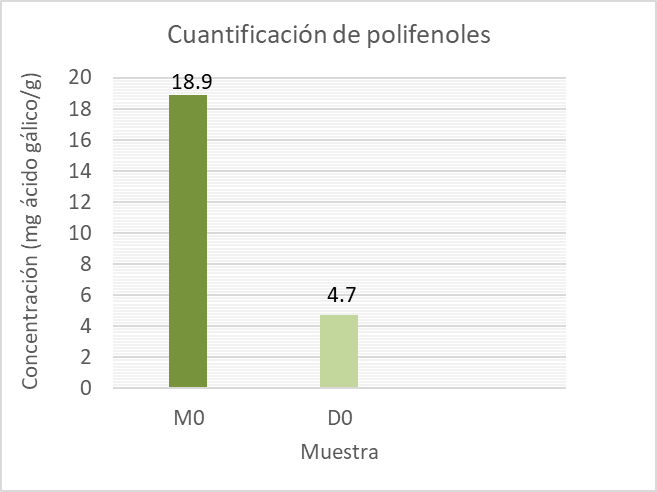 Cuantificación de polifenoles
Concentración (mg ácido gálico/g)
20
18
16
14
12
10
8
6
4
2
0
18.9
4.7
M0
D0
Muestra